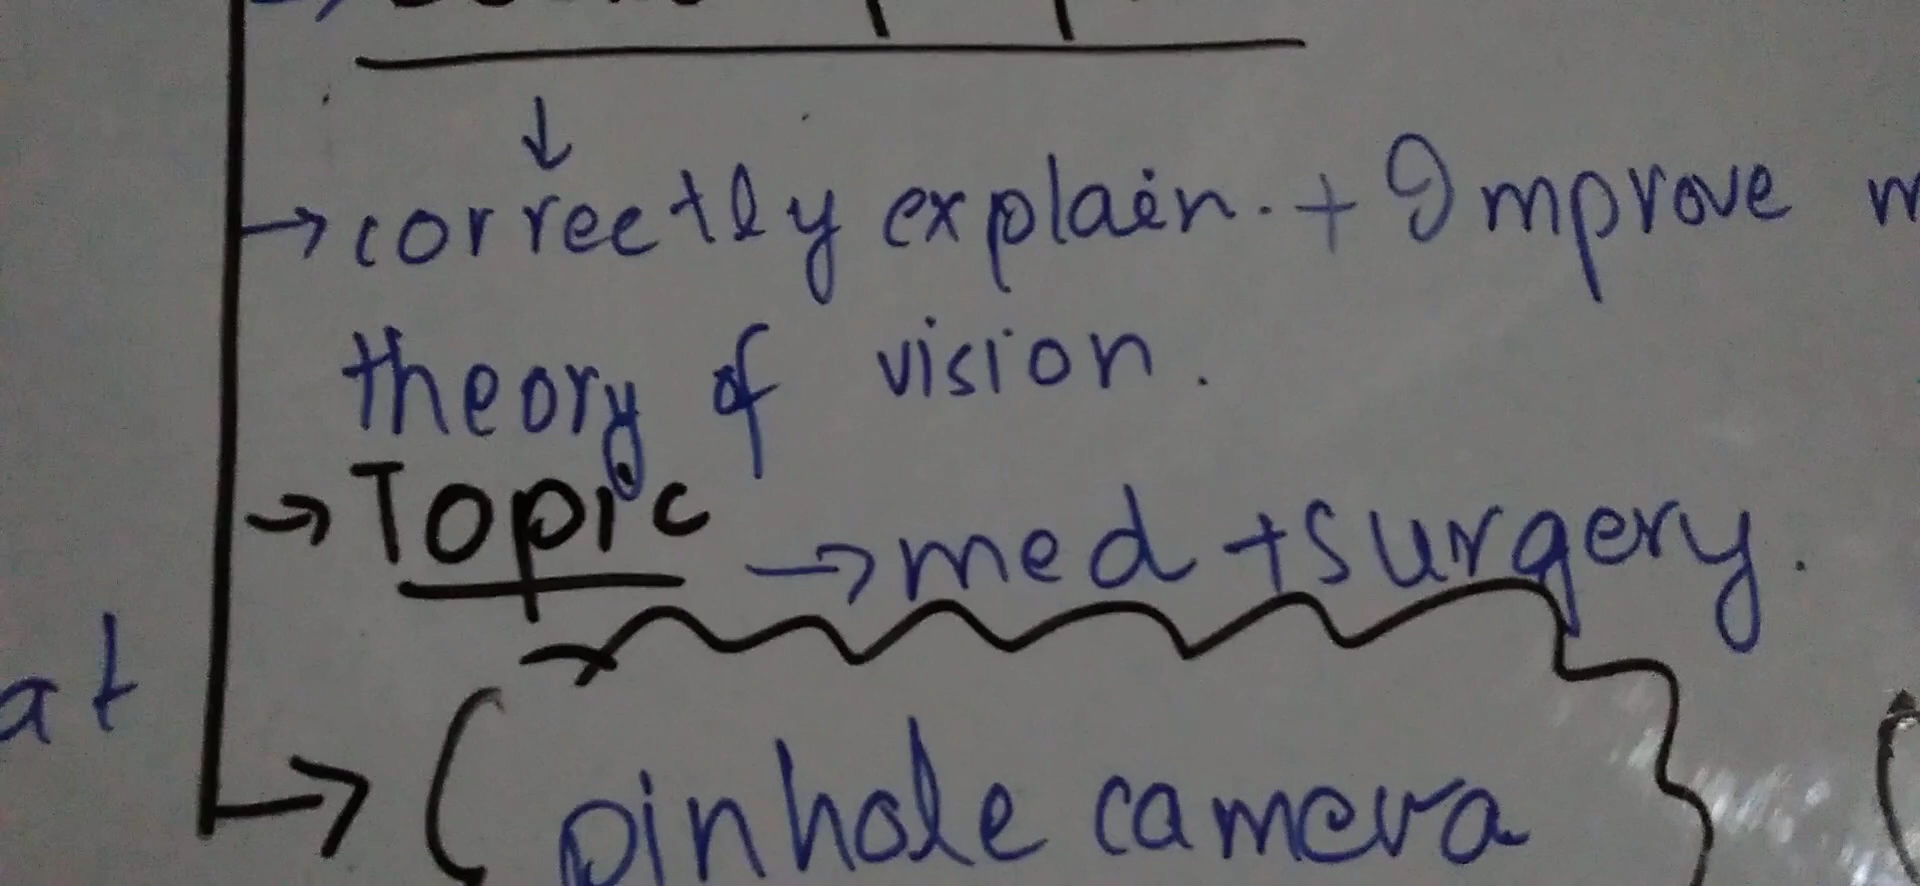 → correctly explain. + Improve
theory of vision.
→ Topic → med + surgery.
at
→ ( pinhole camera